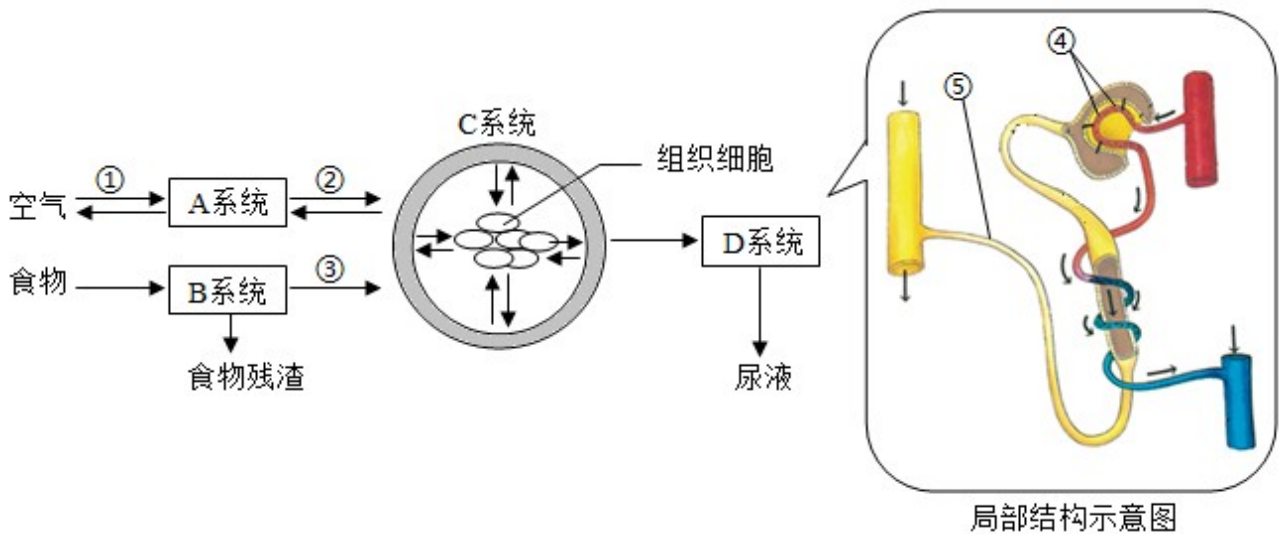 C系统
组织细胞
空气
①
A系统
②
食物
B系统
③
食物残渣
D系统
尿液
④
⑤
局部结构示意图